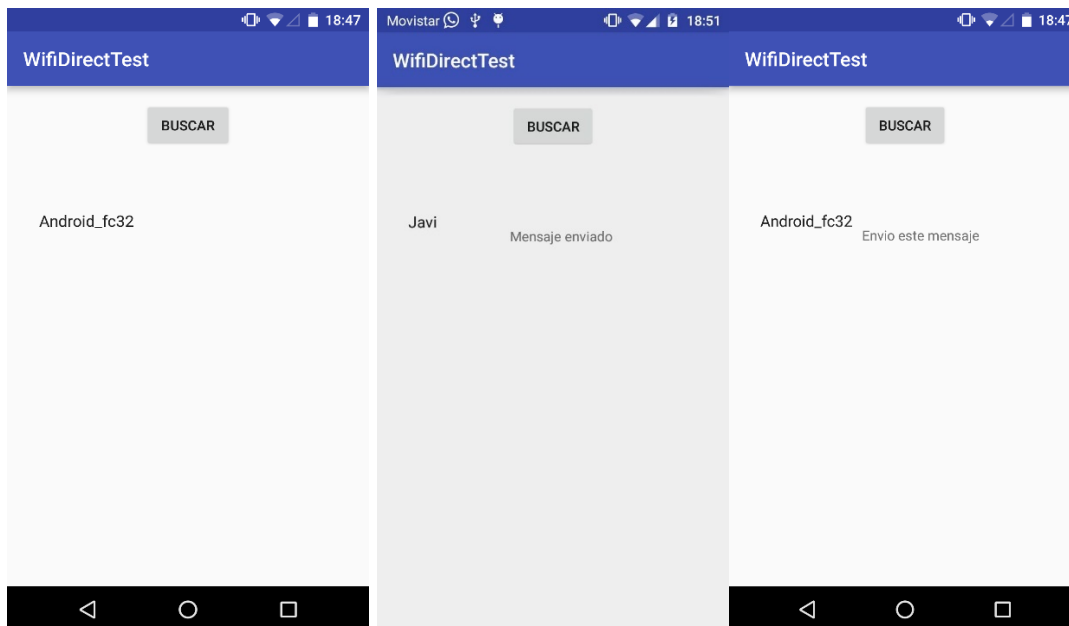 18:47
WifiDirectTest
BUSCAR
Android_fc32
Movistar 18:51
WifiDirectTest
BUSCAR
Javi
Mensaje enviado
18:47
WifiDirectTest
BUSCAR
Android_fc32
Envio este mensaje